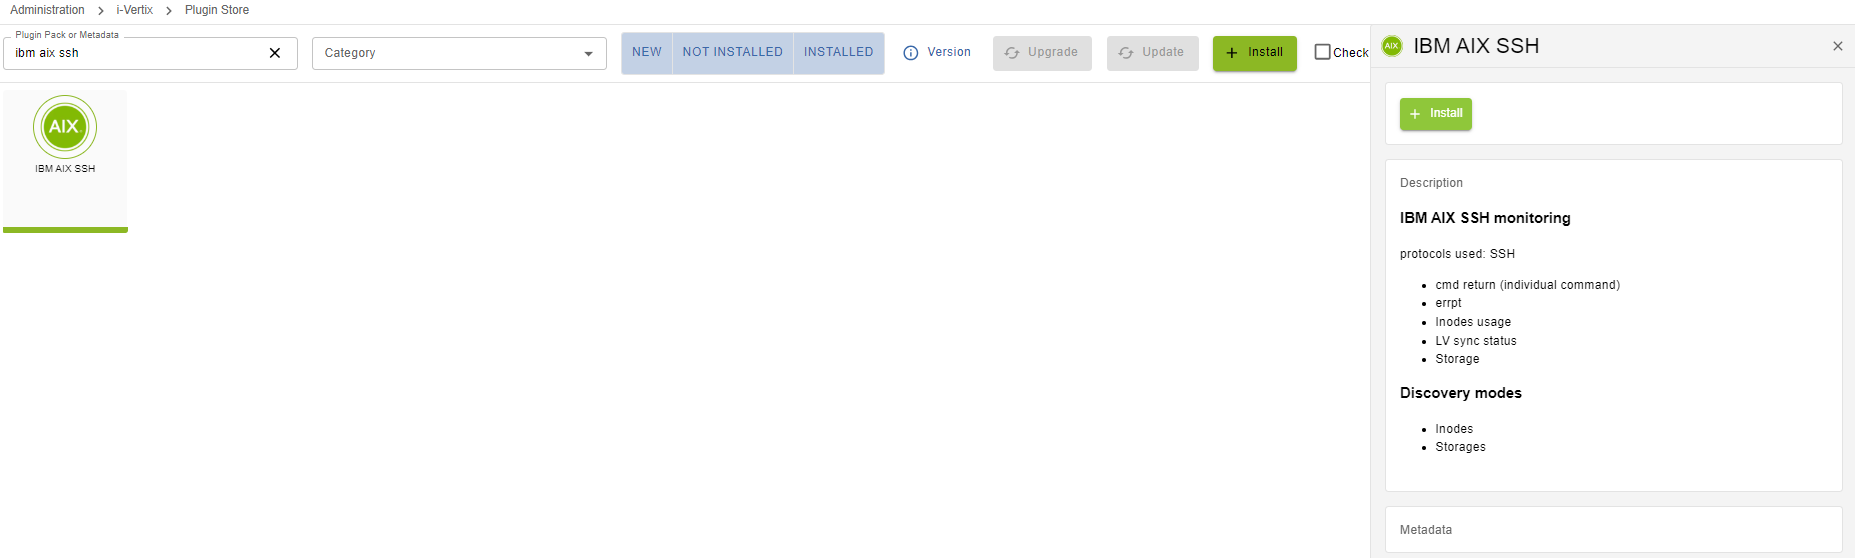 Administration > i-Vertix > Plugin Store
Plugin Pack or Metadata
ibm aix ssh
Category
NEW NOT INSTALLED INSTALLED
Version
Upgrade
Update
+ Install
Check
AIX
IBM AIX SSH
AIX IBM AIX SSH
+ Install
Description
IBM AIX SSH monitoring
protocols used: SSH
cmd return (individual command)
errpt
Inodes usage
LV sync status
Storage
Discovery modes
Inodes
Storages
Metadata